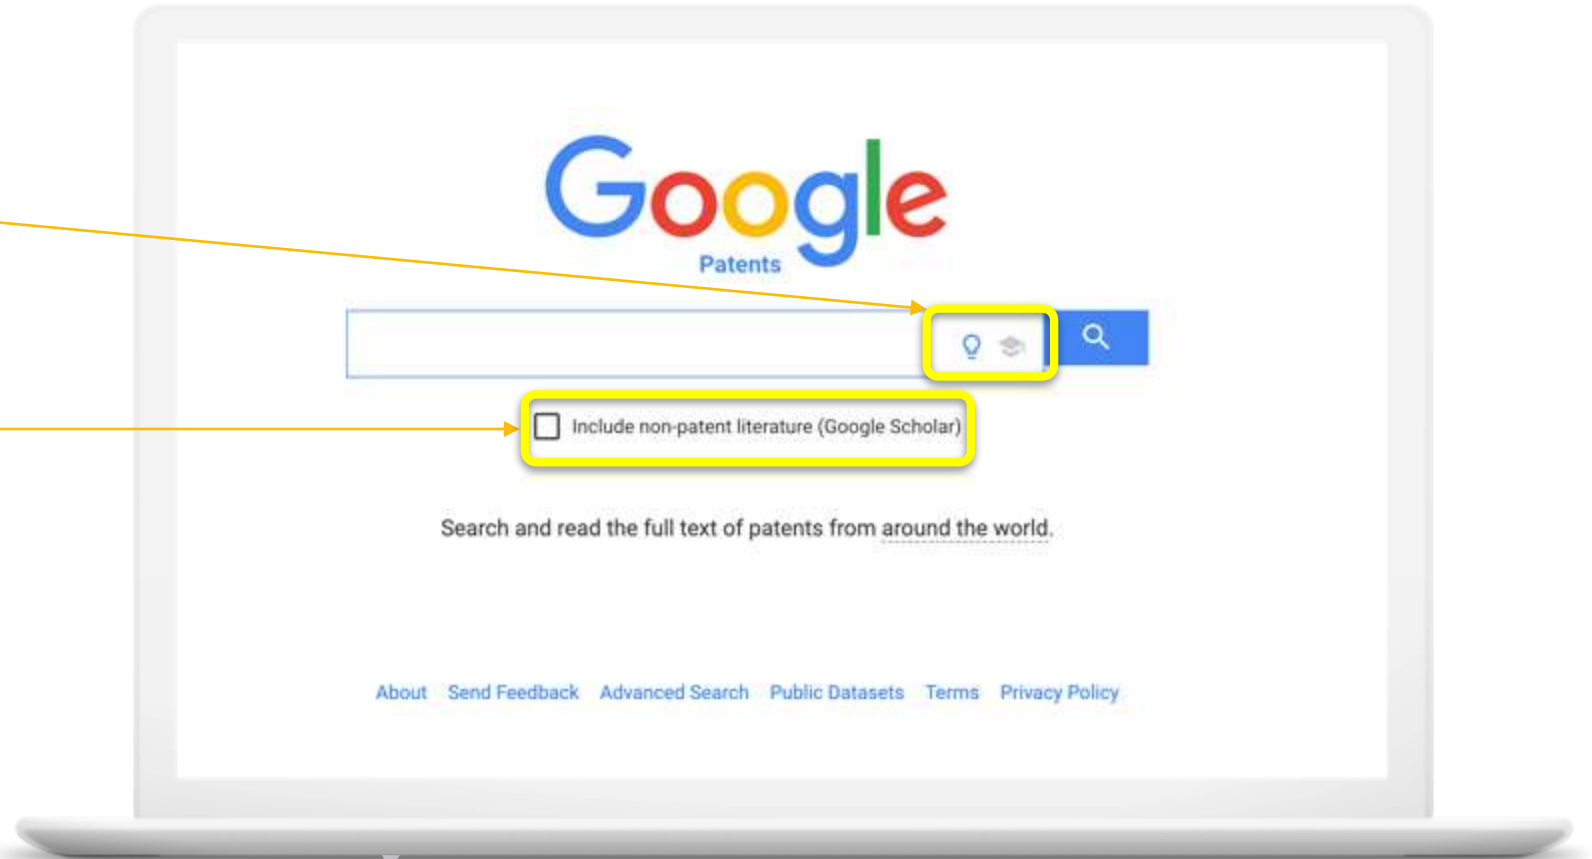 Google
Patents
Include non-patent literature (Google Scholar)
Search and read the full text of patents from around the world.
About Send Feedback Advanced Search Public Datasets Terms Privacy Policy